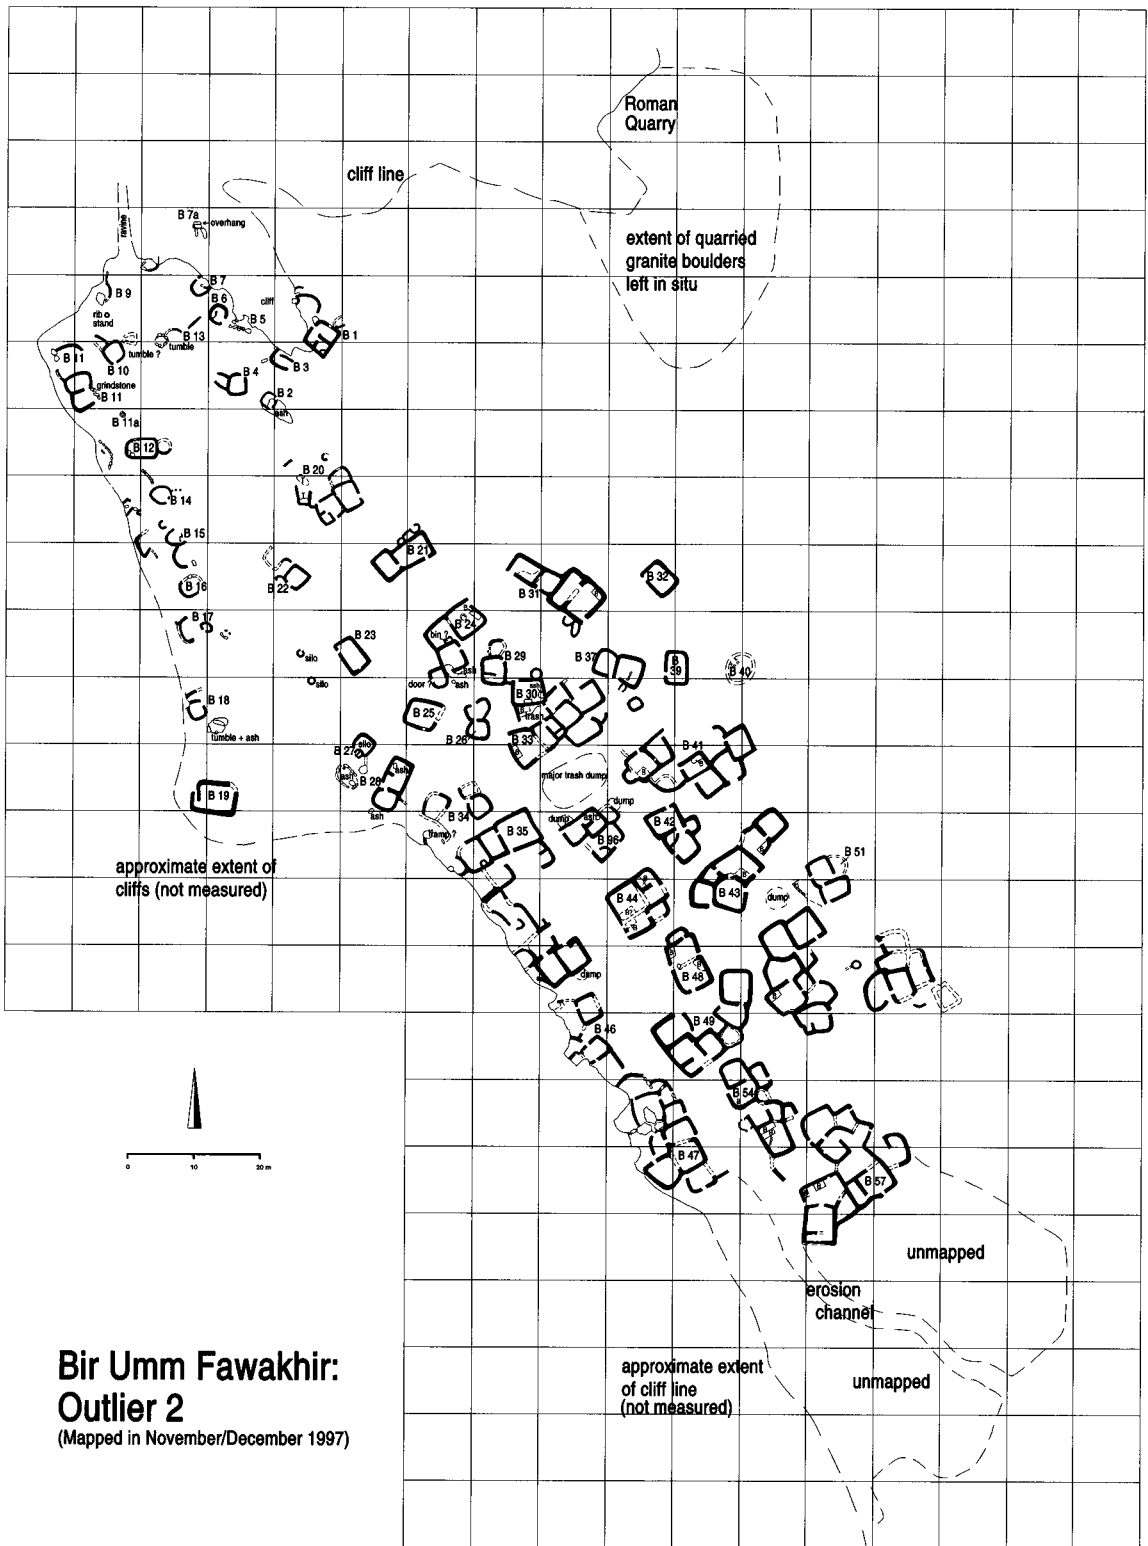 Roman
Quarry
cliff line
B 7a
overhang
ravine
extent of quarried
granite boulders
left in situ
B 9
B 7
B 6
B 5
cliff
B 1
rib o
stand
B 13
tumble ?
tumble
B 11
B 10
B 3
B 4
grindstone
B 11
B 2
ash
B 11a
B 12
B 20
B 14
B 15
B 21
B 22
B 31
B 32
B 16
B 17
B 24
bin ?
B 23
silo
B 29
B 37
B
39
B 40
ash
door ?
ash
silo
ash
B 30
B 18
B 25
trash
tumble + ash
B 26
B 33
B 41
silo
B 27
ash
B 28
ash
major trash dump
B 19
ash
B 34
dump
dump
ash
B 42
ramp ?
B 35
B 36
B 51
approximate extent of
cliffs (not measured)
B 44
B 43
dump
B 48
dump
B 46
B 49
B 54
B 47
B 57
0
10
20 m
unmapped
erosion
channel
unmapped
approximate extent
of cliff line
(not measured)
Bir Umm Fawakhir:
Outlier 2
(Mapped in November/December 1997)